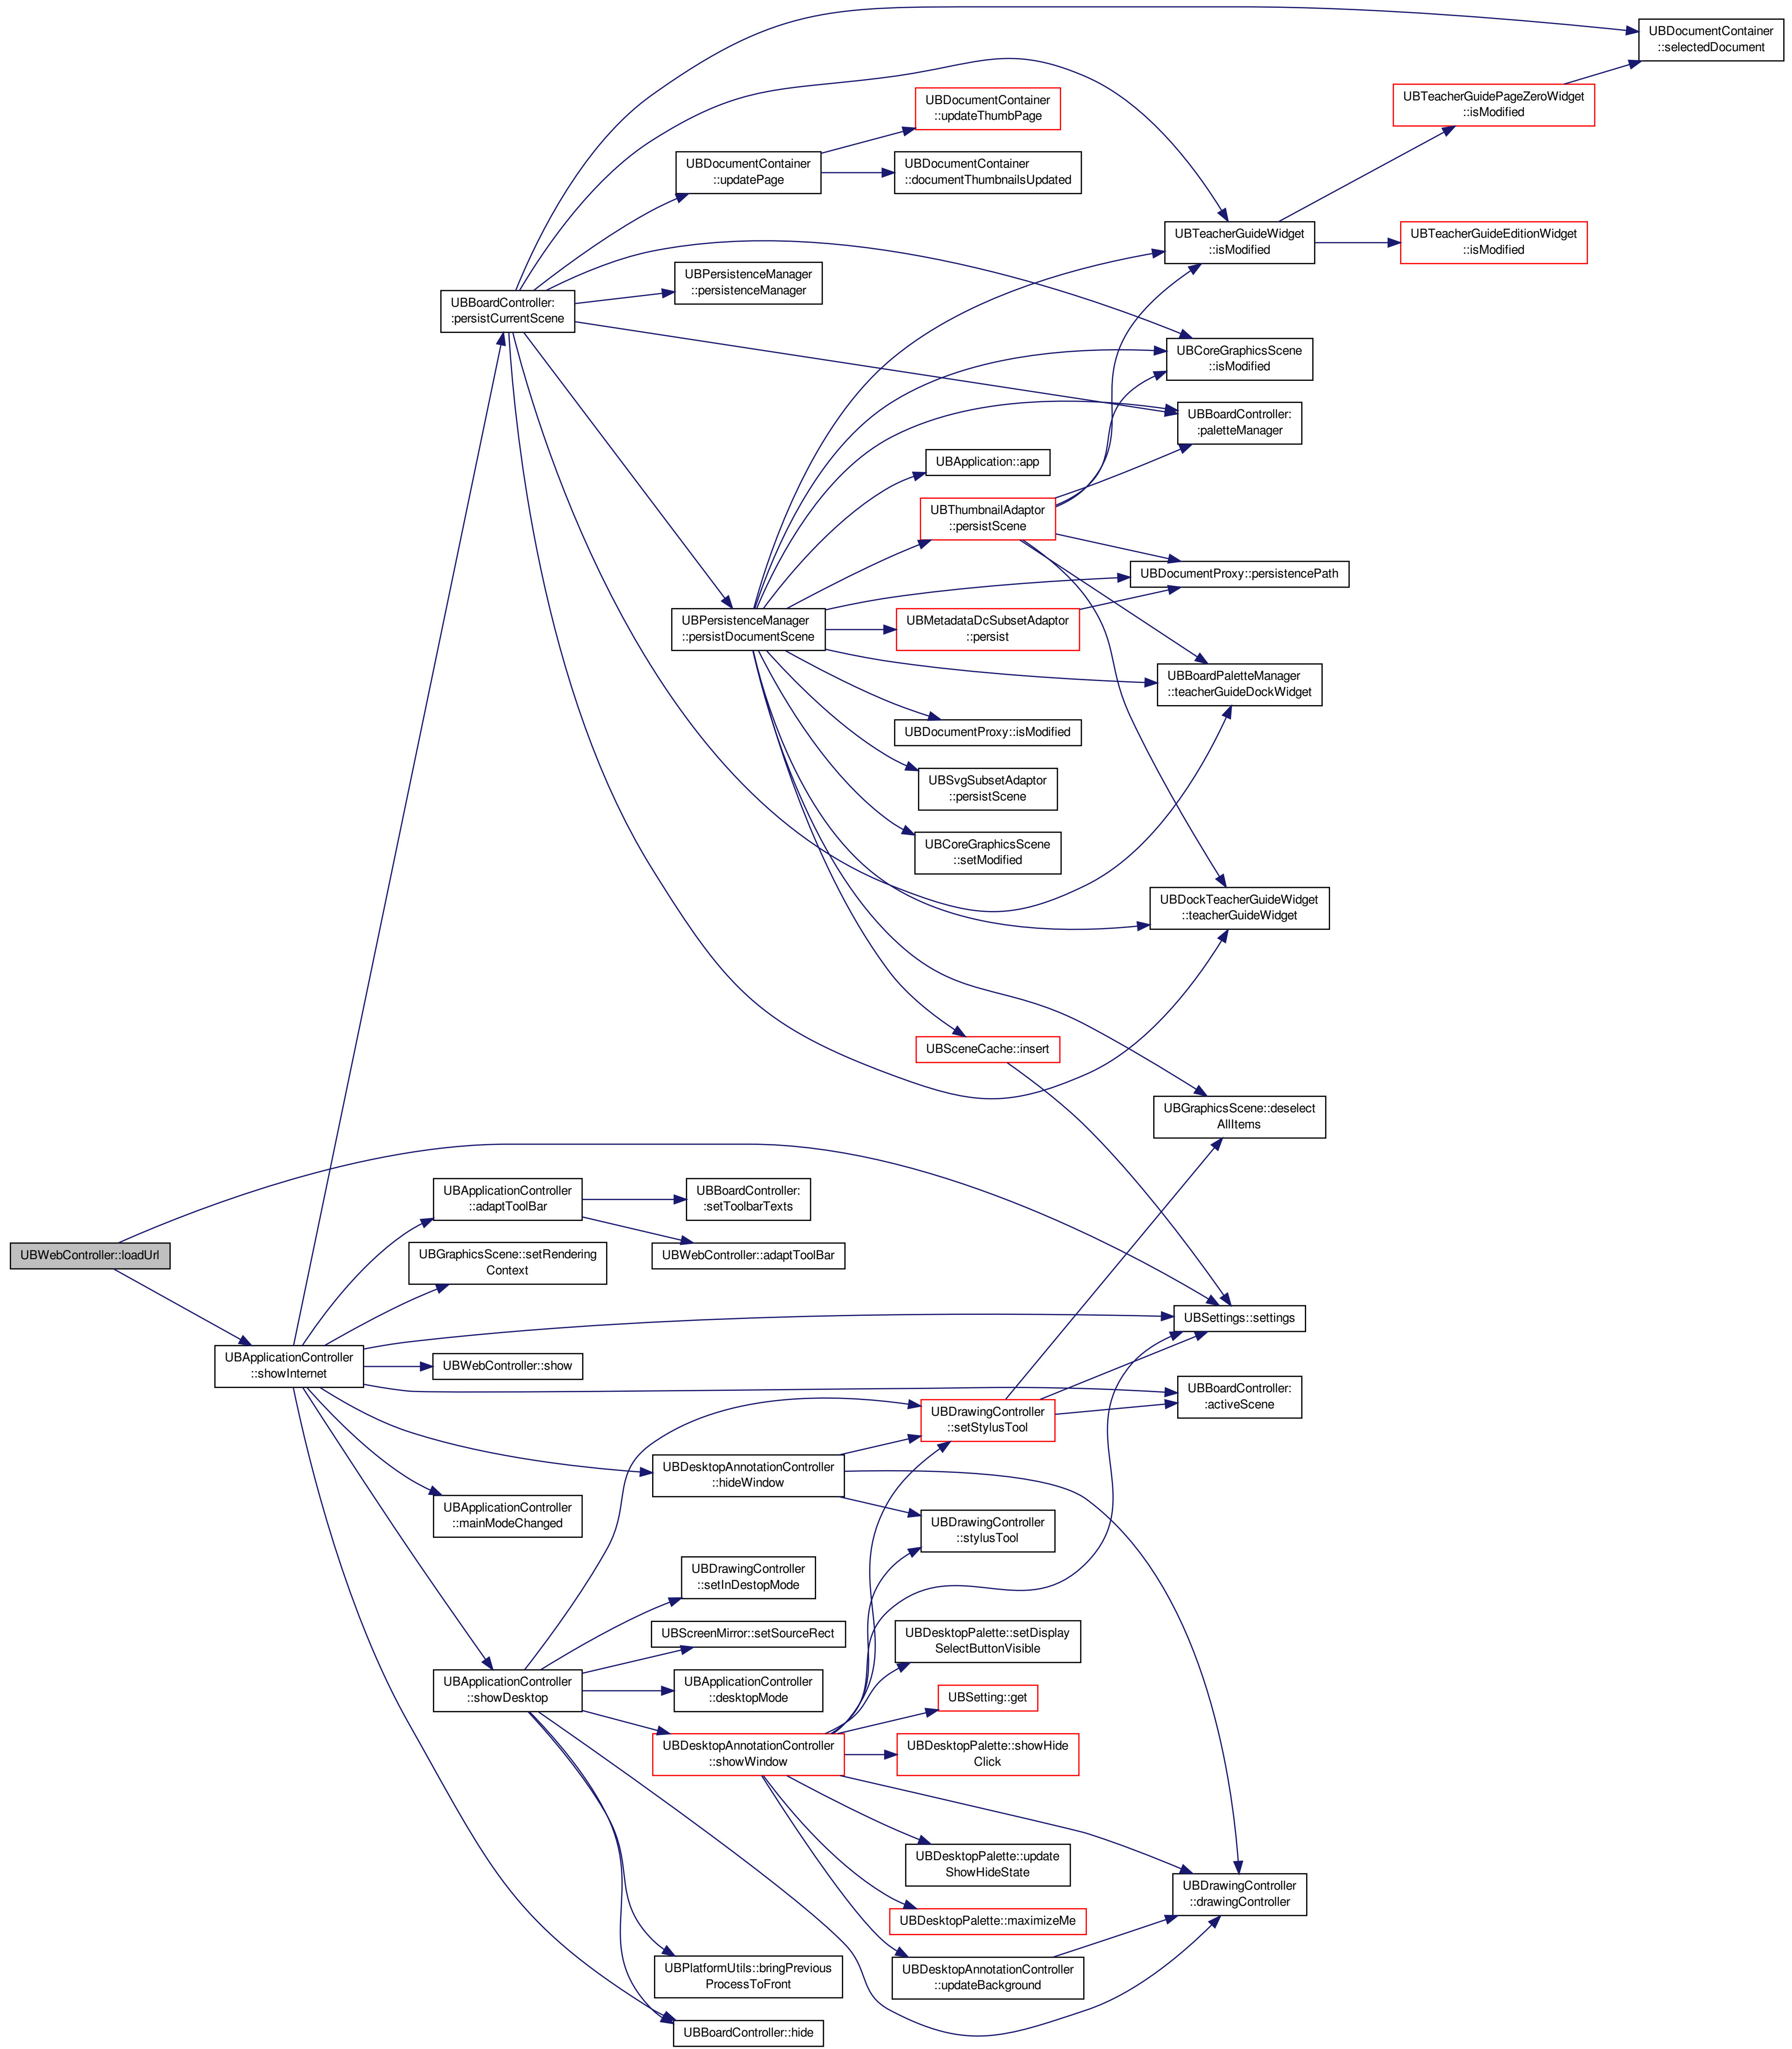 UBDocumentContainer
::selectedDocument
UBTeacherGuidePageZeroWidget
::isModified
UBDocumentContainer
::updateThumbPage
UBDocumentContainer
::updatePage
UBDocumentContainer
::documentThumbnailsUpdated
UBTeacherGuideWidget
::isModified
UBTeacherGuideEditionWidget
::isModified
UBPersistenceManager
::persistenceManager
UBBoardController:
:persistCurrentScene
UBCoreGraphicsScene
::isModified
UBBoardController:
:paletteManager
UBApplication::app
UBThumbnailAdaptor
::persistScene
UBDocumentProxy::persistencePath
UBPersistenceManager
::persistDocumentScene
UBMetadataDcSubsetAdaptor
::persist
UBBoardPaletteManager
::teacherGuideDockWidget
UBDocumentProxy::isModified
UBSvgSubsetAdaptor
::persistScene
UBCoreGraphicsScene
::setModified
UBDockTeacherGuideWidget
::teacherGuideWidget
UBSceneCache::insert
UBGraphicsScene::deselect
AllItems
UBApplicationController
::adaptToolBar
UBBoardController:
:setToolbarTexts
UBWebController::loadUrl
UBGraphicsScene::setRendering
Context
UBWebController::adaptToolBar
UBSettings::settings
UBApplicationController
::showInternet
UBWebController::show
UBBoardController:
:activeScene
UBDrawingController
::setStylusTool
UBDesktopAnnotationController
::hideWindow
UBApplicationController
::mainModeChanged
UBDrawingController
::stylusTool
UBDrawingController
::setInDestopMode
UBScreenMirror::setSourceRect
UBDesktopPalette::setDisplay
SelectButtonVisible
UBApplicationController
::showDesktop
UBApplicationController
::desktopMode
UBSetting::get
UBDesktopAnnotationController
::showWindow
UBDesktopPalette::showHide
Click
UBDesktopPalette::update
ShowHideState
UBDrawingController
::drawingController
UBDesktopPalette::maximizeMe
UBPlatformUtils::bringPrevious
ProcessToFront
UBDesktopAnnotationController
::updateBackground
UBBoardController::hide